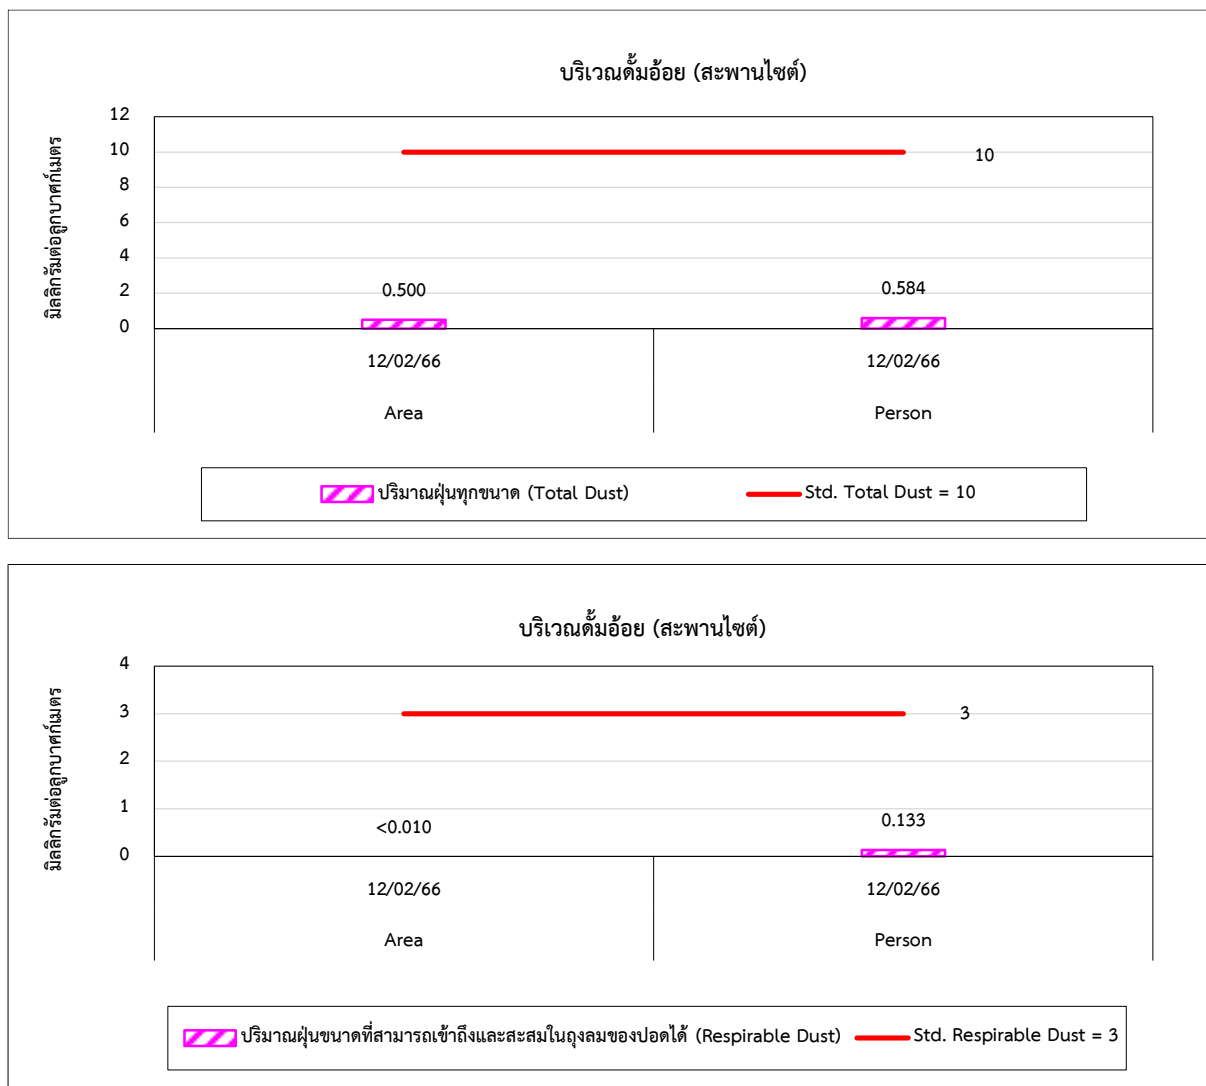 บริเวณดั้มอ้อย (สะพานไซต์)
มิลลิกรัมต่อลูกบาศก์เมตร
12
10
8
6
4
2
0
10
0.500
0.584
12/02/66
12/02/66
Area
Person
ปริมาณฝุ่นทุกขนาด (Total Dust)
Std. Total Dust = 10
บริเวณดั้มอ้อย (สะพานไซต์)
มิลลิกรัมต่อลูกบาศก์เมตร
4
3
2
1
0
3
<0.010
0.133
12/02/66
12/02/66
Area
Person
ปริมาณฝุ่นขนาดที่สามารถเข้าถึงและสะสมในถุงลมของปอดได้ (Respirable Dust)
Std. Respirable Dust = 3